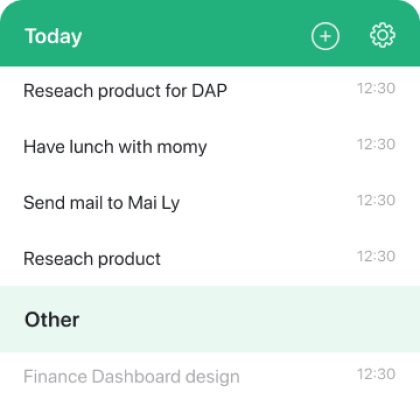 Today
Reseach product for DAP 12:30
Have lunch with momy 12:30
Send mail to Mai Ly 12:30
Reseach product 12:30
Other
Finance Dashboard design 12:30